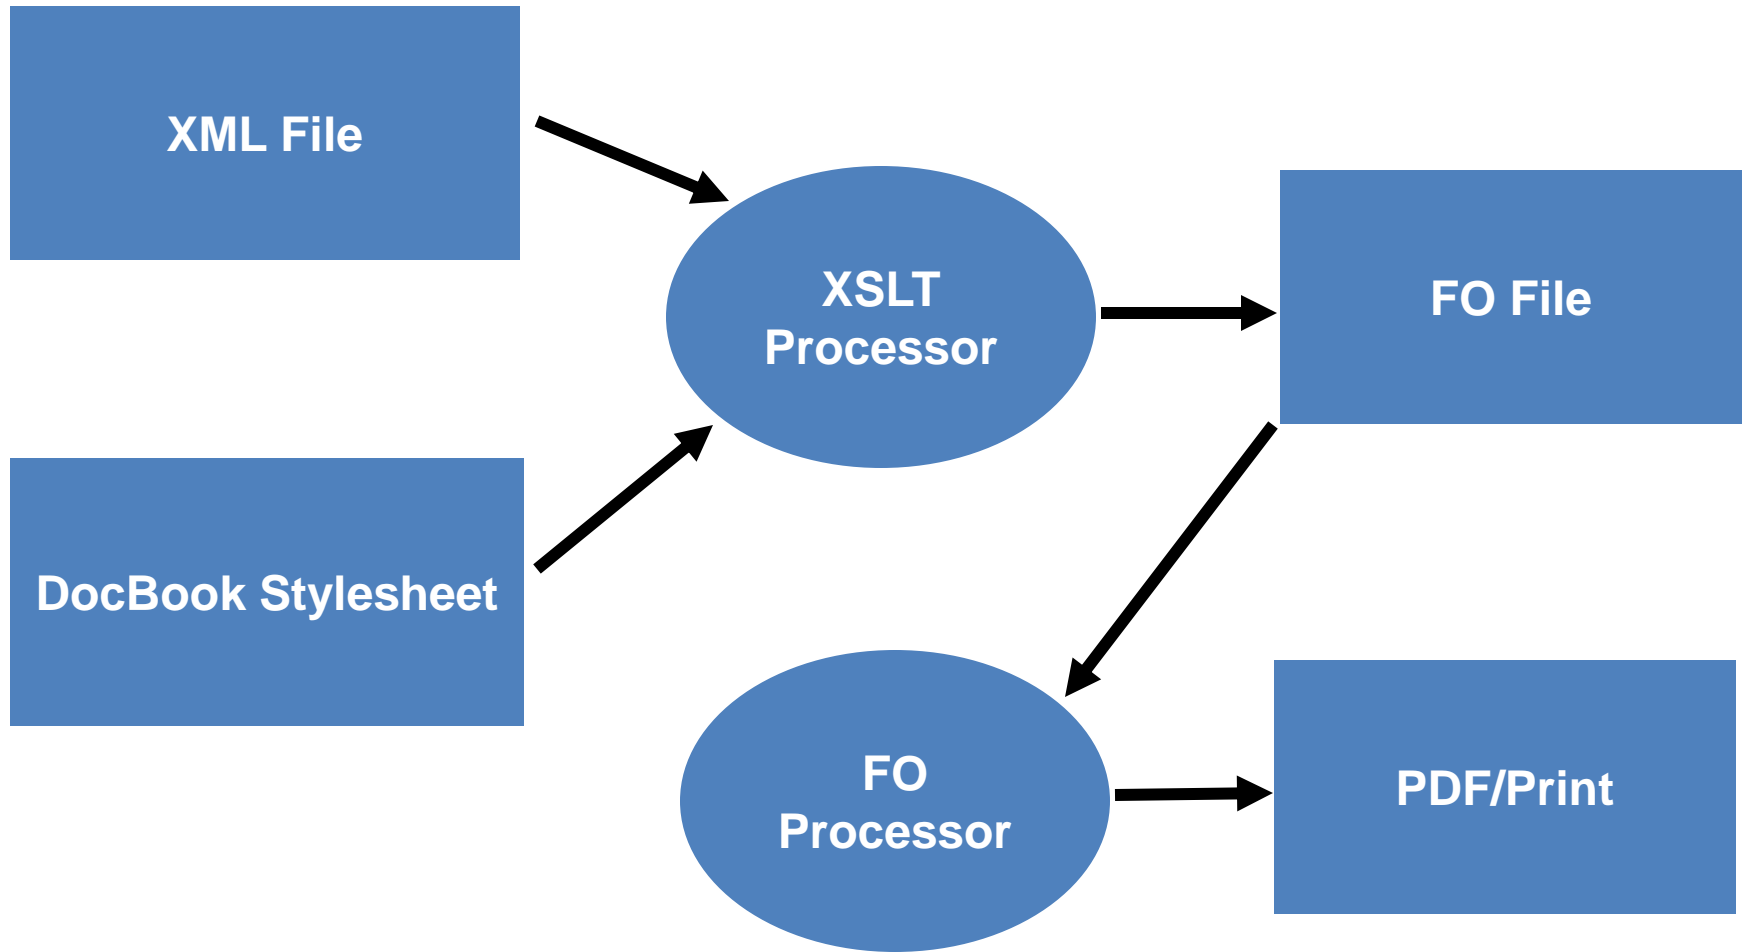 XML File
XSLT
Processor
FO File
DocBook Stylesheet
FO
Processor
PDF/Print